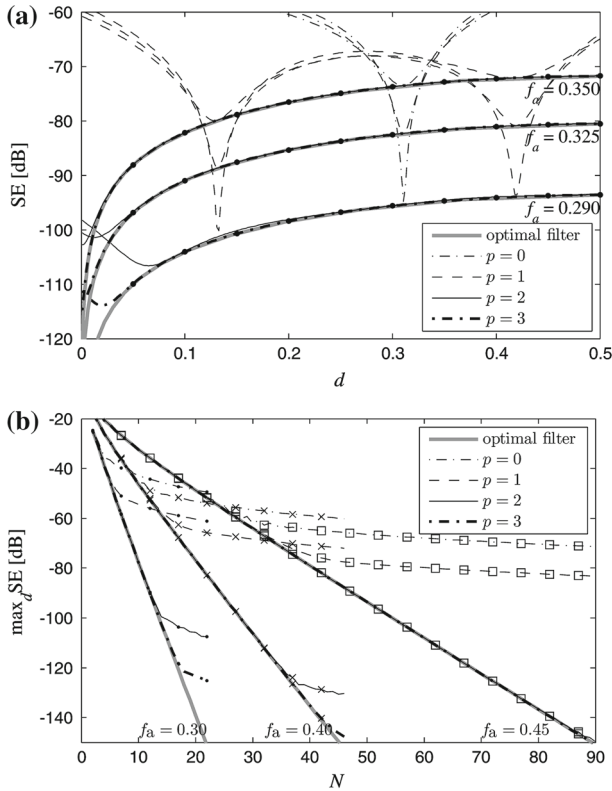 (a)
-60
-70
-80
-90
-100
-110
-120
SE [dB]
f_a = 0.350
f_a = 0.325
f_a = 0.290
optimal filter
p = 0
p = 1
p = 2
p = 3
0 0.1 0.2 0.3 0.4 0.5
d
(b)
-20
-40
-60
-80
-100
-120
-140
max_d SE [dB]
optimal filter
p = 0
p = 1
p = 2
p = 3
f_a = 0.30 f_a = 0.40 f_a = 0.45
0 10 20 30 40 50 60 70 80 90
N